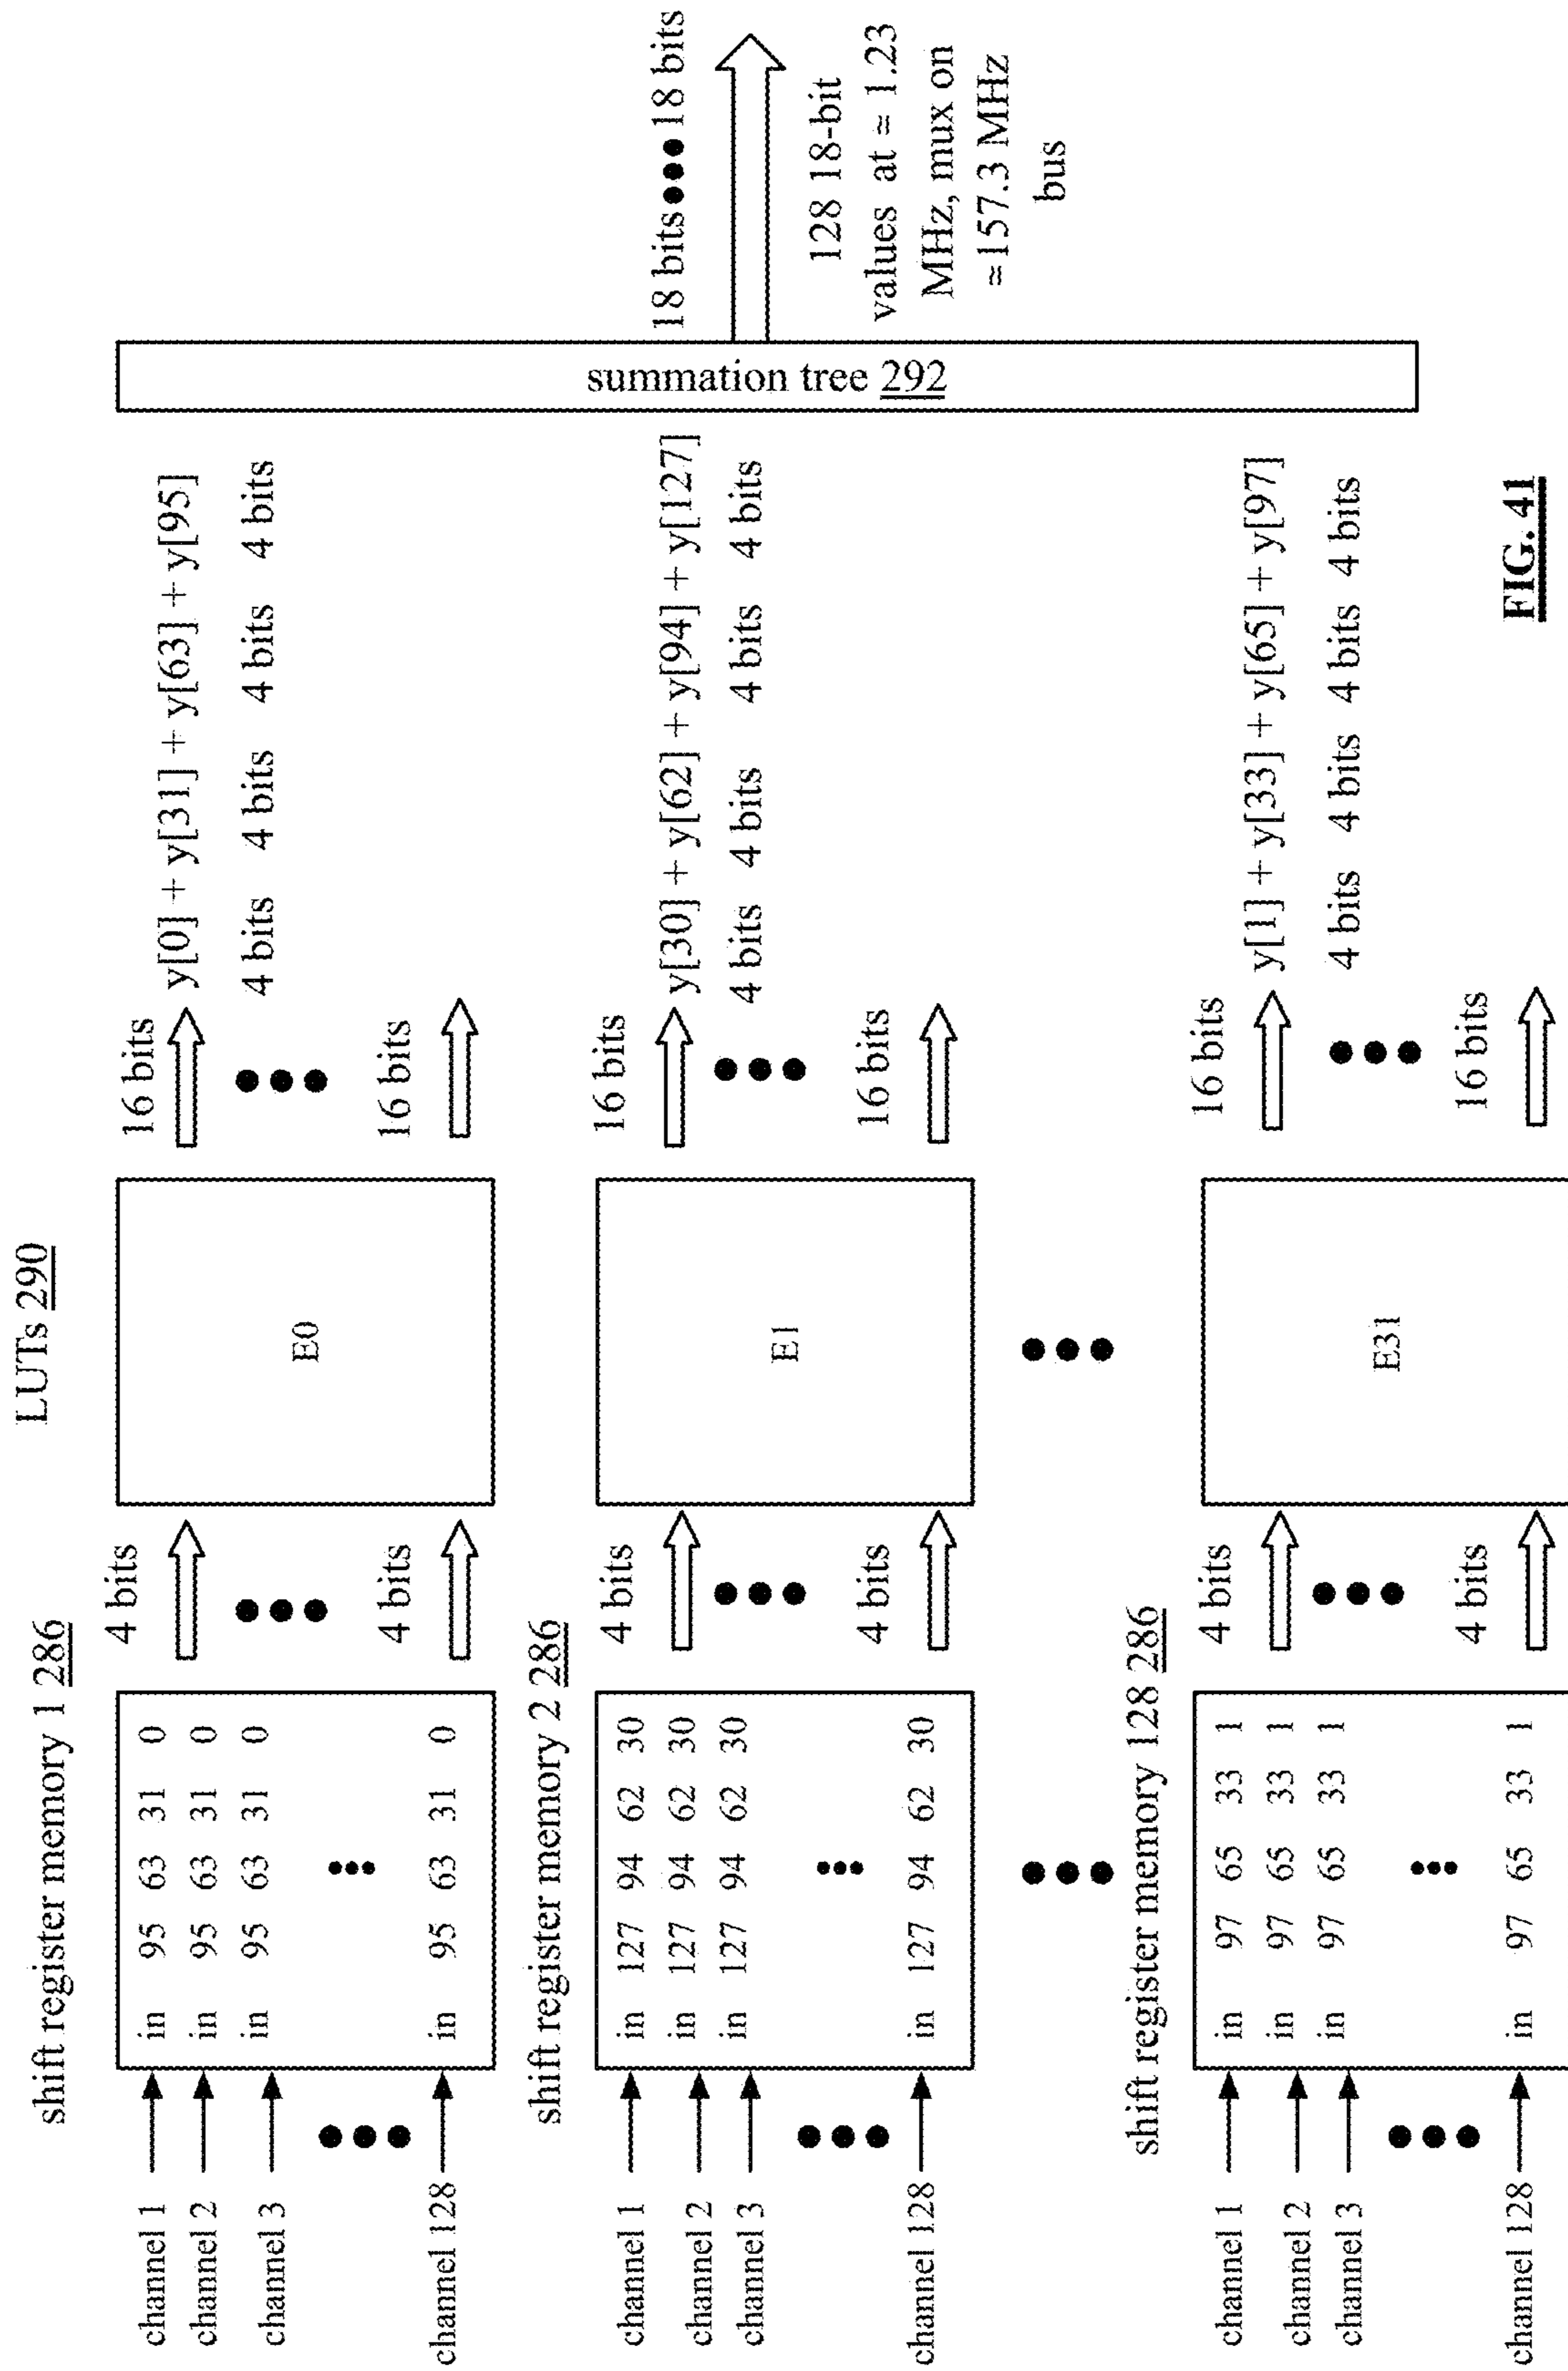 LUTs 290
shift register memory 1 286
channel 1
channel 2
channel 3
channel 128
in 95 63 31 0
in 95 63 31 0
in 95 63 31 0
in 95 63 31 0
4 bits
4 bits
E0
16 bits
16 bits
y[0] + y[31] + y[63] + y[95]
4 bits 4 bits 4 bits 4 bits
shift register memory 2 286
channel 1
channel 2
channel 3
channel 128
in 127 94 62 30
in 127 94 62 30
in 127 94 62 30
in 127 94 62 30
4 bits
4 bits
E1
16 bits
16 bits
y[30] + y[62] + y[94] + y[127]
4 bits 4 bits 4 bits 4 bits
shift register memory 128 286
channel 1
channel 2
channel 3
channel 128
in 97 65 33 1
in 97 65 33 1
in 97 65 33 1
in 97 65 33 1
4 bits
4 bits
E31
16 bits
16 bits
y[1] + y[33] + y[65] + y[97]
4 bits 4 bits 4 bits 4 bits
summation tree 292
18 bits●●●18 bits
128 18-bit
values at ≈ 1.23
MHz, mux on
≈157.3 MHz
bus
FIG. 41